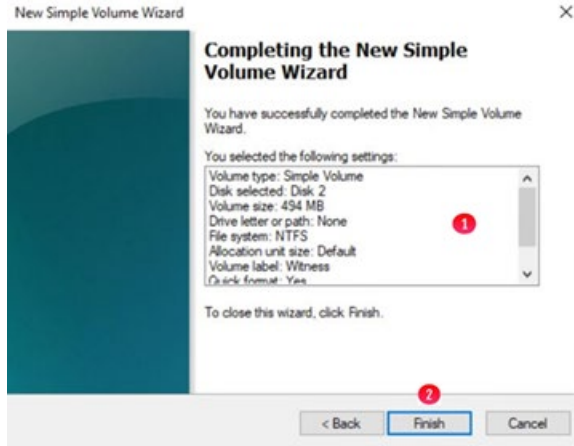 New Simple Volume Wizard
Completing the New Simple
Volume Wizard
You have successfully completed the New Simple Volume
Wizard.
You selected the following settings:
Volume type: Simple Volume
Disk selected: Disk 2
Volume size: 494 MB
Drive letter or path: None
File system: NTFS
Allocation unit size: Default
Volume label: Witness
Quick format: Yes
1
To close this wizard, click Finish.
2
< Back
Finish
Cancel